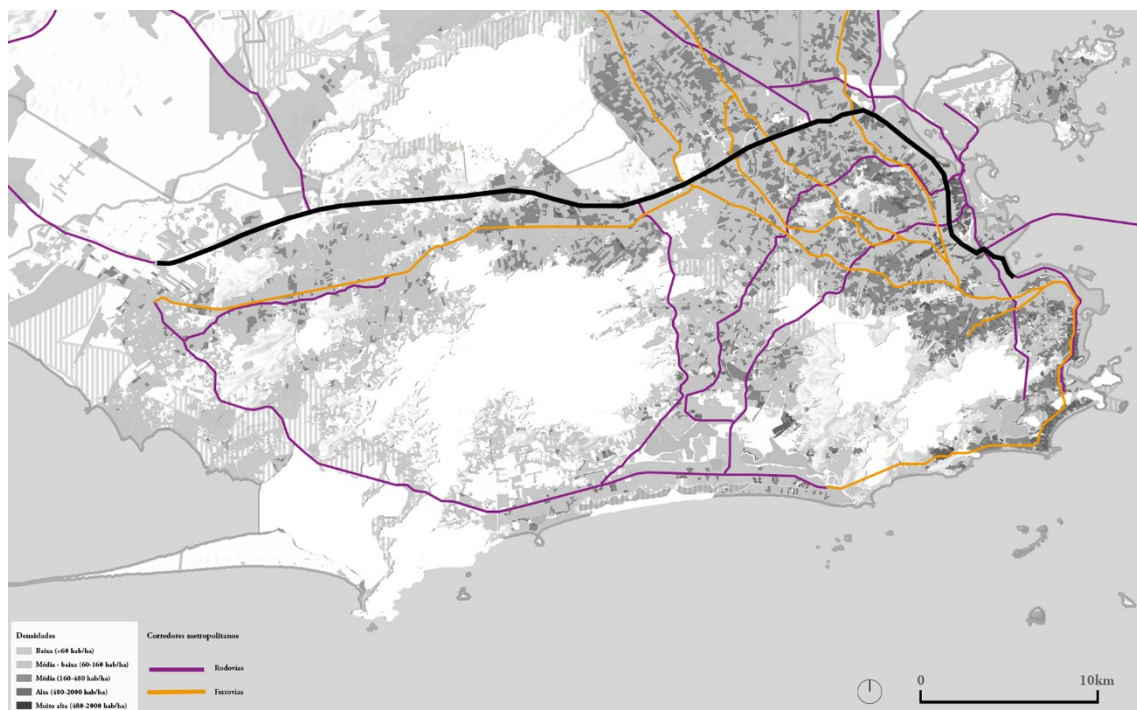 Densidades
Baixa (<60 hab/ha)
Média - baixa (60-160 hab/ha)
Média (160-480 hab/ha)
Alta (480-2000 hab/ha)
Muito alta (480-2000 hab/ha)
Corredores metropolitanos
Rodovias
Ferrovias
0
10km